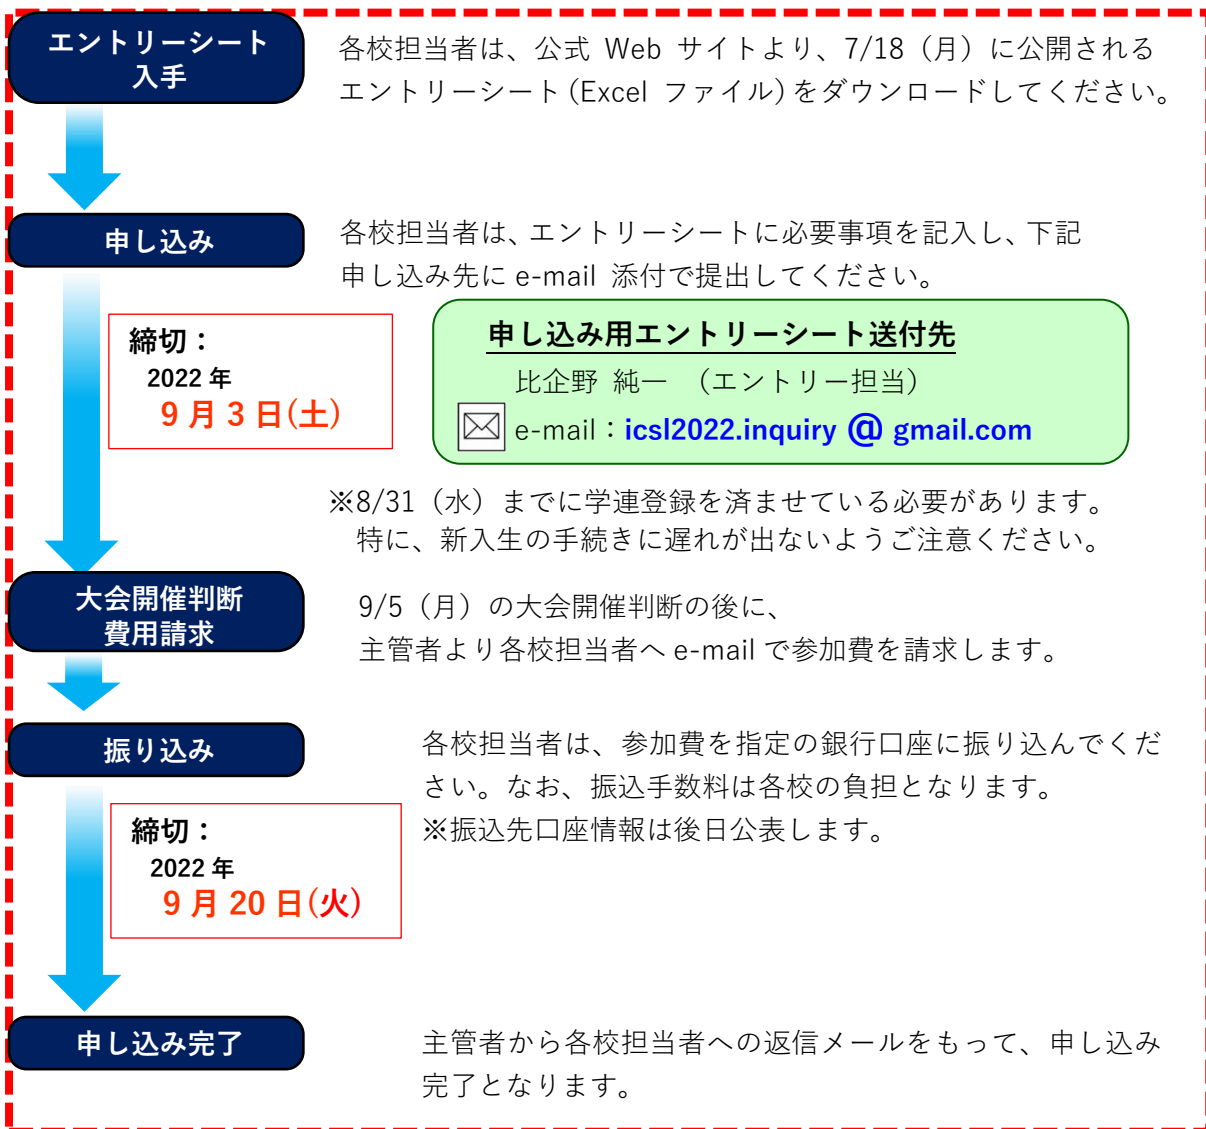 エントリーシート
入手
各校担当者は、公式 Web サイトより、7/18（月）に公開される
エントリーシート(Excel ファイル)をダウンロードしてください。
申し込み
各校担当者は、エントリーシートに必要事項を記入し、下記
申し込み先に e-mail 添付で提出してください。
締切：
2022 年
9 月 3 日(土)
申し込み用エントリーシート送付先
比企野 純一 （エントリー担当）
e-mail：icsl2022.inquiry @ gmail.com
※8/31（水）までに学連登録を済ませている必要があります。
特に、新入生の手続きに遅れが出ないようご注意ください。
大会開催判断
費用請求
9/5（月）の大会開催判断の後に、
主管者より各校担当者へ e-mail で参加費を請求します。
振り込み
各校担当者は、参加費を指定の銀行口座に振り込んでくだ
さい。なお、振込手数料は各校の負担となります。
※振込先口座情報は後日公表します。
締切：
2022 年
9 月 20 日(火)
申し込み完了
主管者から各校担当者への返信メールをもって、申し込み
完了となります。